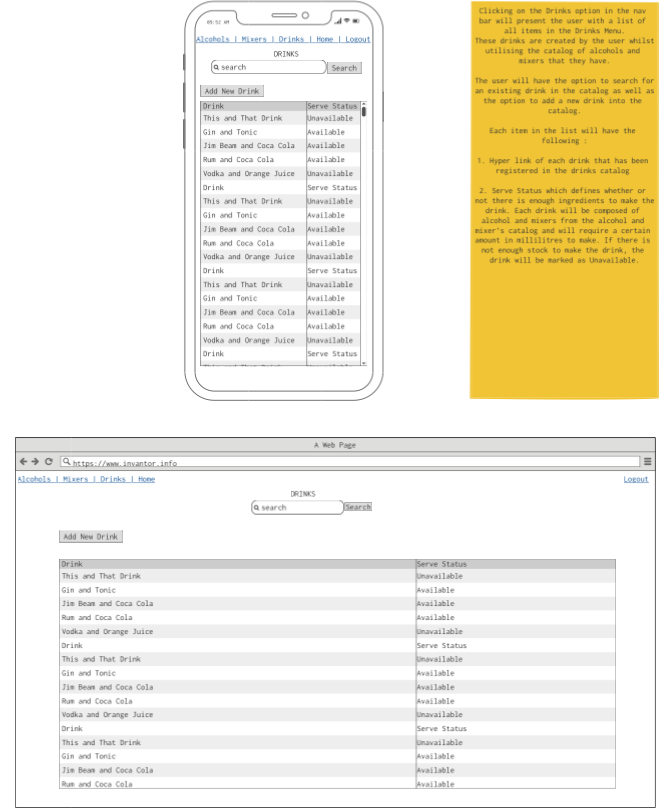 09:52 AM
Alcohols | Mixers | Drinks | Home | Logout
DRINKS
search Search
Add New Drink
Drink Serve Status
This and That Drink Unavailable
Gin and Tonic Available
Jim Beam and Coca Cola Available
Rum and Coca Cola Available
Vodka and Orange Juice Unavailable
Drink Serve Status
This and That Drink Unavailable
Gin and Tonic Available
Jim Beam and Coca Cola Available
Rum and Coca Cola Available
Vodka and Orange Juice Unavailable
Drink Serve Status
This and That Drink Unavailable
Gin and Tonic Available
Jim Beam and Coca Cola Available
Rum and Coca Cola Available
Vodka and Orange Juice Unavailable
Drink Serve Status
This and That Drink Unavailable
Clicking on the Drinks option in the nav
bar will present the user with a list of
all items in the Drinks Menu.
These drinks are created by the user whilst
utilising the catalog of alcohols and
mixers that they have.
The user will have the option to search for
an existing drink in the catalog as well as
the option to add a new drink into the
catalog.
Each item in the list will have the
following :
1. Hyper link of each drink that has been
registered in the drinks catalog
2. Serve Status which defines whether or
not there is enough ingredients to make the
drink. Each drink will be composed of
alcohol and mixers from the alcohol and
mixer's catalog and will require a certain
amount in millilitres to make. If there is
not enough stock to make the drink, the
drink will be marked as Unavailable.
A Web Page
https://www.invantor.info
Alcohols | Mixers | Drinks | Home Logout
DRINKS
search Search
Add New Drink
Drink Serve Status
This and That Drink Unavailable
Gin and Tonic Available
Jim Beam and Coca Cola Available
Rum and Coca Cola Available
Vodka and Orange Juice Unavailable
Drink Serve Status
This and That Drink Unavailable
Gin and Tonic Available
Jim Beam and Coca Cola Available
Rum and Coca Cola Available
Vodka and Orange Juice Unavailable
Drink Serve Status
This and That Drink Unavailable
Gin and Tonic Available
Jim Beam and Coca Cola Available
Rum and Coca Cola Available